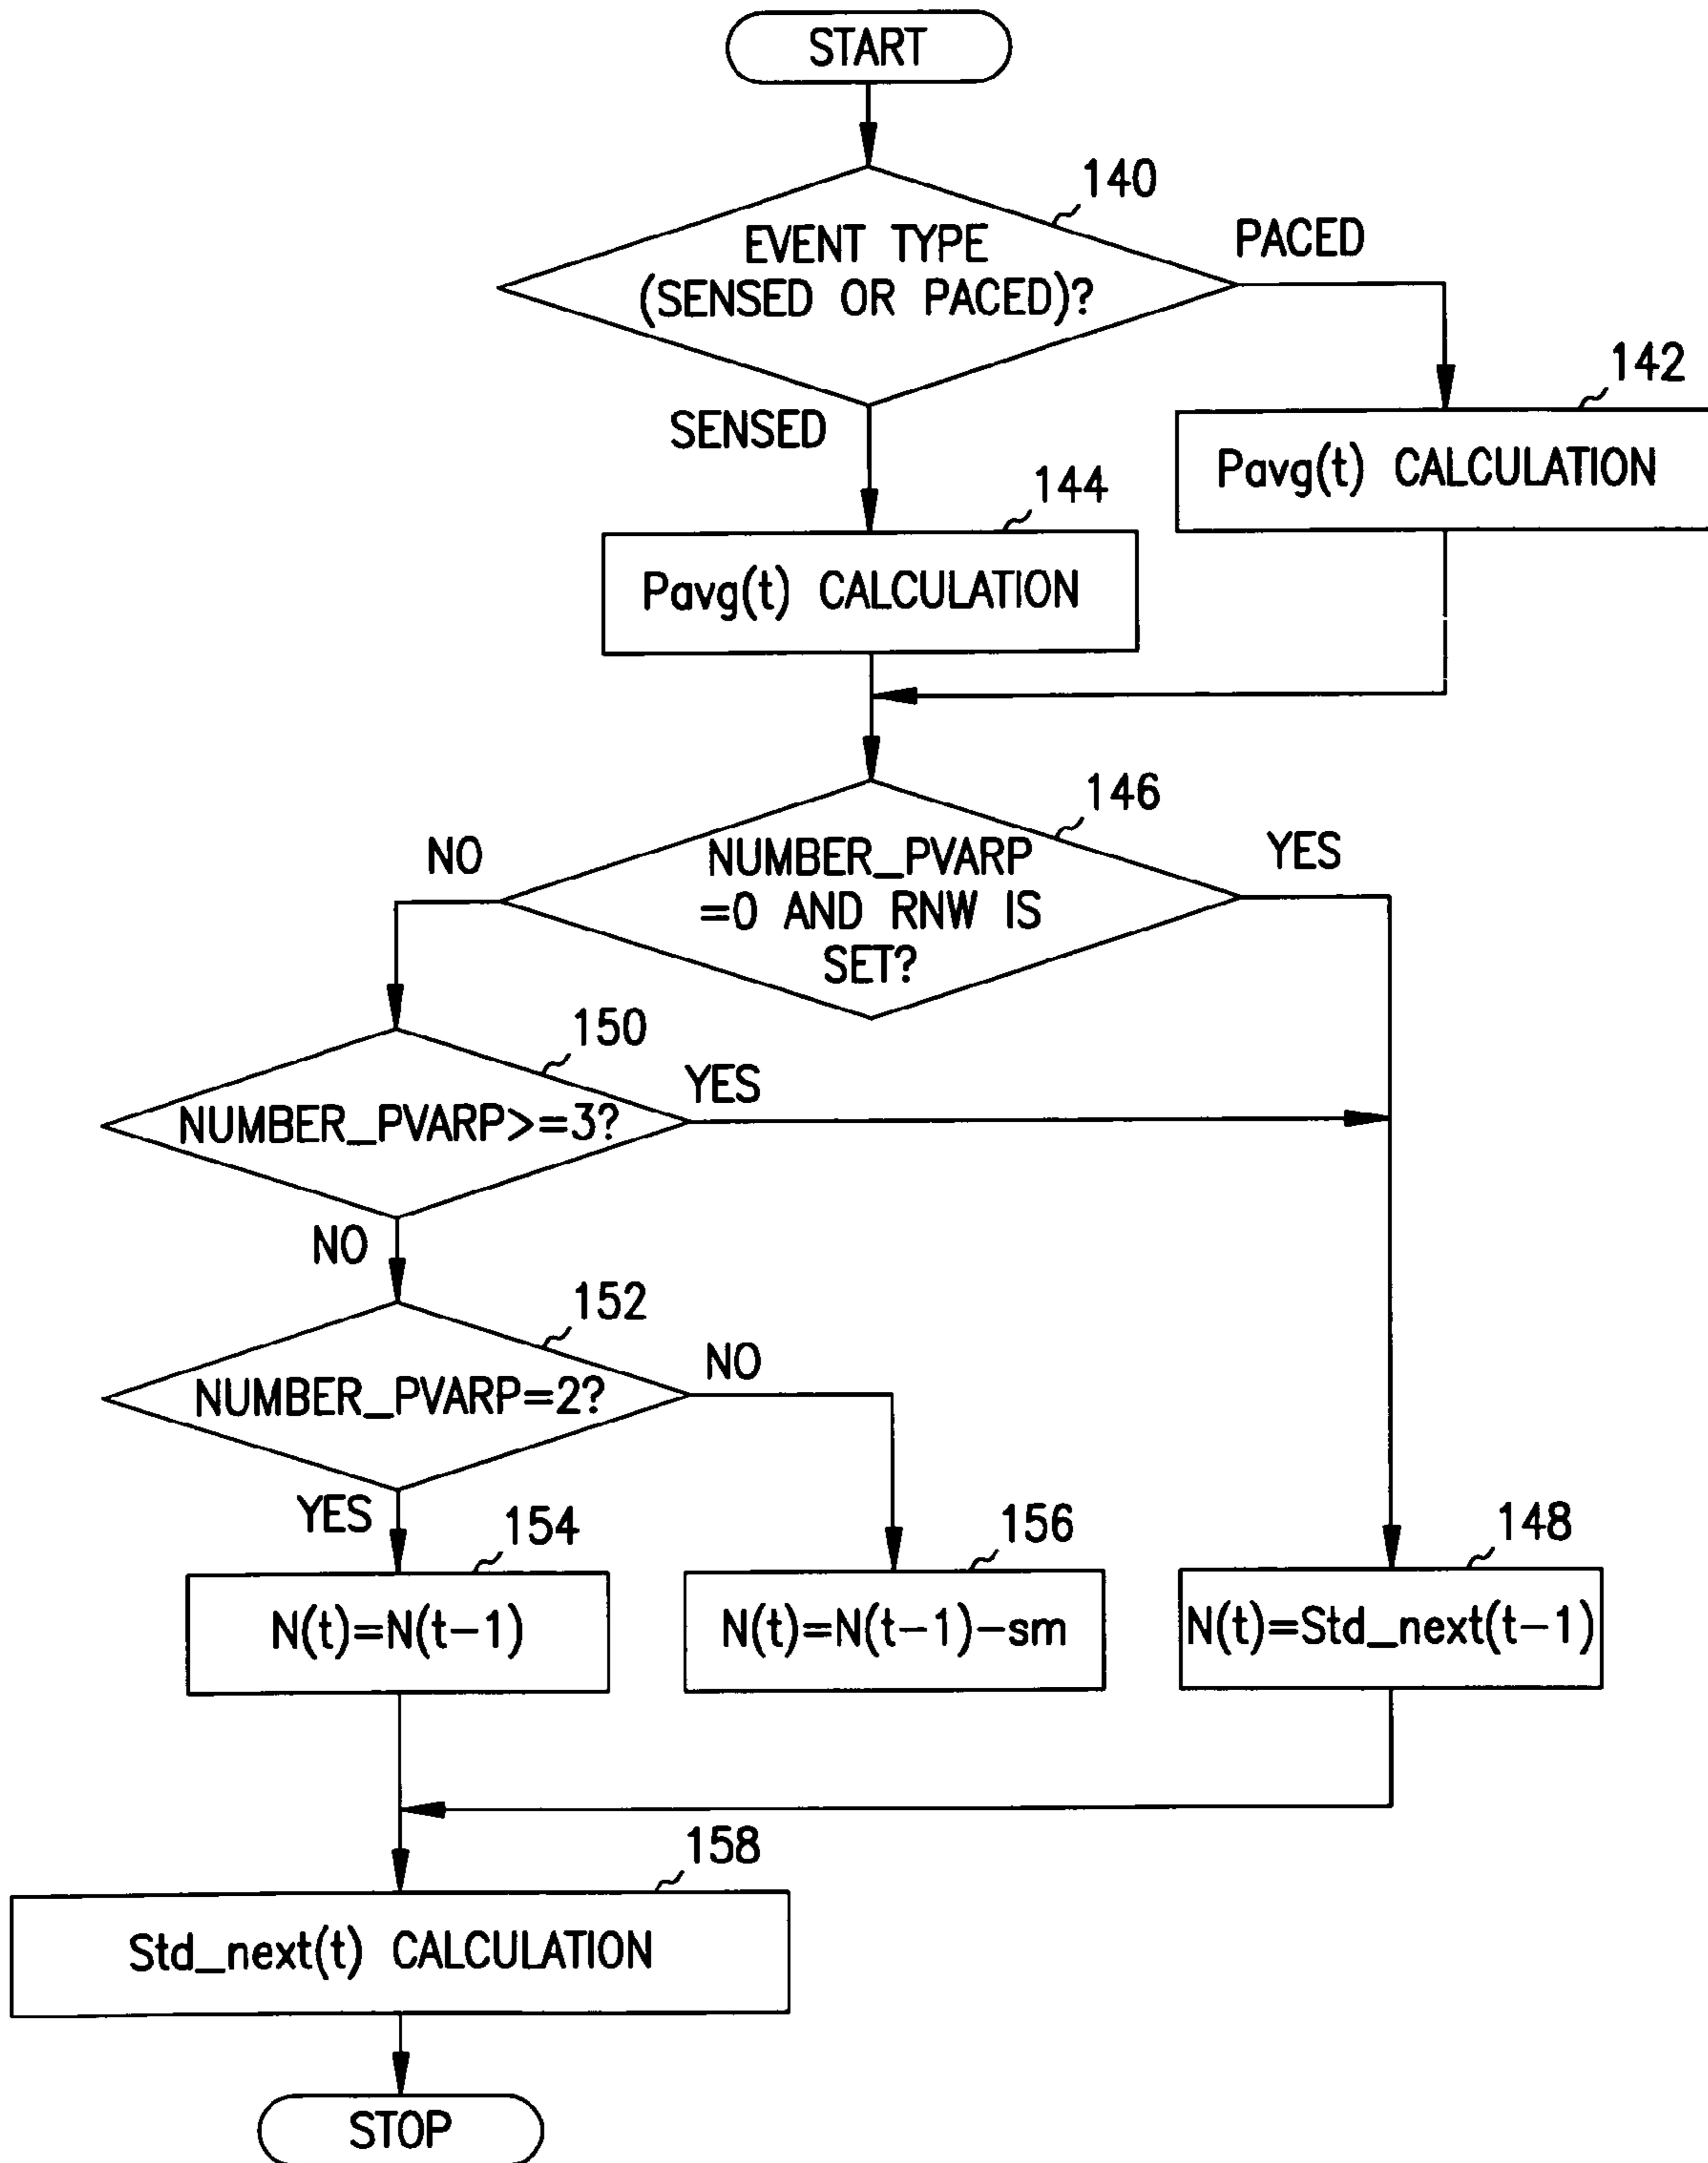 START
140
EVENT TYPE
(SENSED OR PACED)?
PACED
SENSED
142
Pavg(t) CALCULATION
144
Pavg(t) CALCULATION
146
NUMBER_PVARP
=0 AND RNW IS
SET?
NO
YES
150
NUMBER_PVARP>=3?
YES
NO
152
NUMBER_PVARP=2?
NO
YES
154
N(t)=N(t-1)
156
N(t)=N(t-1)-sm
148
N(t)=Std_next(t-1)
158
Std_next(t) CALCULATION
STOP